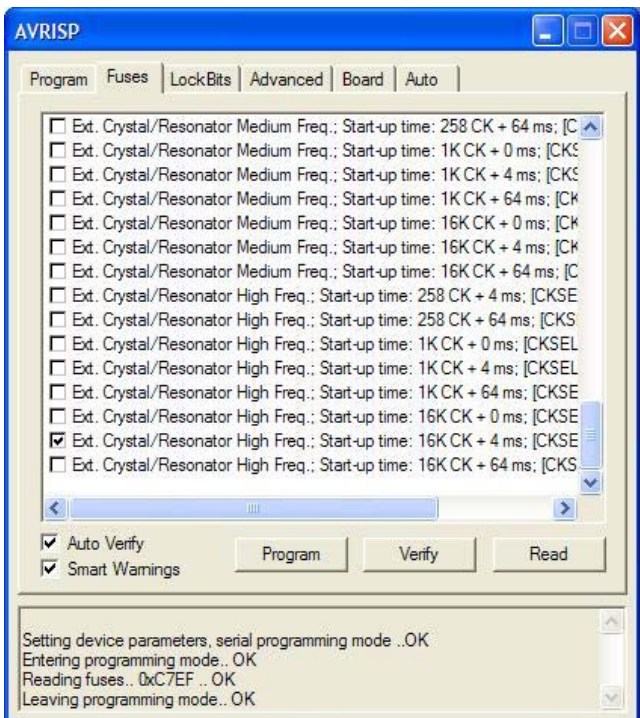 AVRISP
Program Fuses LockBits Advanced Board Auto
Ext. Crystal/Resonator Medium Freq.; Start-up time: 258 CK + 64 ms; [C
Ext. Crystal/Resonator Medium Freq.; Start-up time: 1K CK + 0 ms; [CKS
Ext. Crystal/Resonator Medium Freq.; Start-up time: 1K CK + 4 ms; [CKS
Ext. Crystal/Resonator Medium Freq.; Start-up time: 1K CK + 64 ms; [CK
Ext. Crystal/Resonator Medium Freq.; Start-up time: 16K CK + 0 ms; [CK
Ext. Crystal/Resonator Medium Freq.; Start-up time: 16K CK + 4 ms; [CK
Ext. Crystal/Resonator Medium Freq.; Start-up time: 16K CK + 64 ms; [C
Ext. Crystal/Resonator High Freq.; Start-up time: 258 CK + 4 ms; [CKSE
Ext. Crystal/Resonator High Freq.; Start-up time: 258 CK + 64 ms; [CKS
Ext. Crystal/Resonator High Freq.; Start-up time: 1K CK + 0 ms; [CKSEL
Ext. Crystal/Resonator High Freq.; Start-up time: 1K CK + 4 ms; [CKSEL
Ext. Crystal/Resonator High Freq.; Start-up time: 1K CK + 64 ms; [CKSE
Ext. Crystal/Resonator High Freq.; Start-up time: 16K CK + 0 ms; [CKSE
Ext. Crystal/Resonator High Freq.; Start-up time: 16K CK + 4 ms; [CKSE
Ext. Crystal/Resonator High Freq.; Start-up time: 16K CK + 64 ms; [CKS
Auto Verify
Smart Warnings
Program Verify Read
Setting device parameters, serial programming mode ..OK
Entering programming mode.. OK
Reading fuses.. 0xC7EF .. OK
Leaving programming mode.. OK